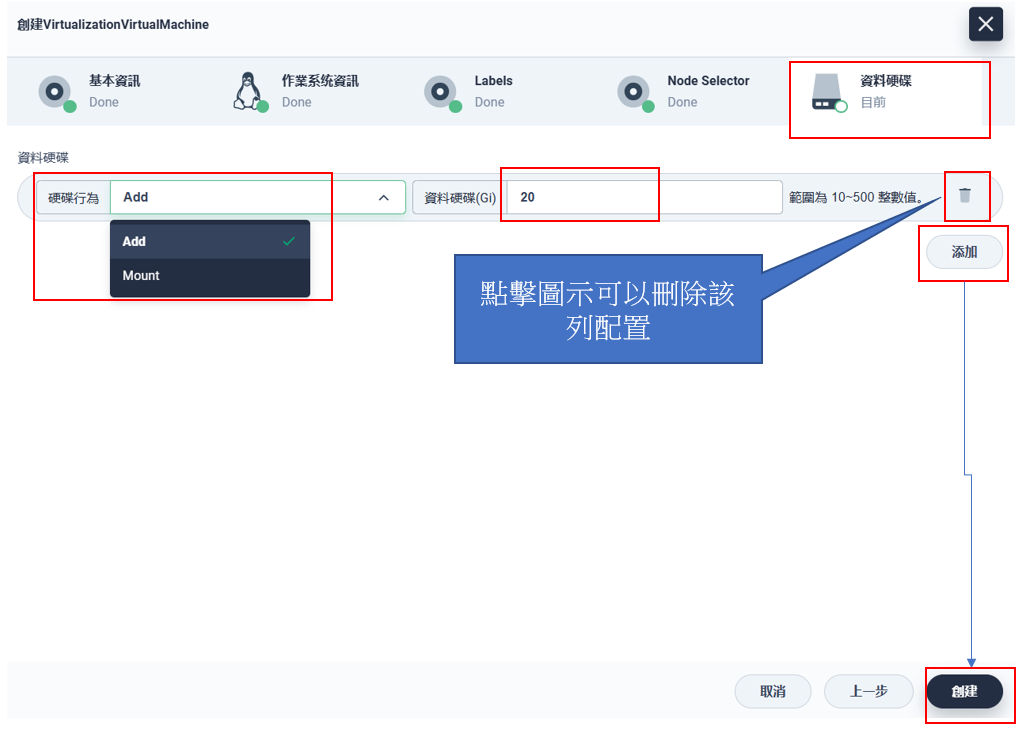 創建VirtualizationVirtualMachine
基本資訊
Done
作業系統資訊
Done
Labels
Done
Node Selector
Done
資料硬碟
目前
資料硬碟
硬碟行為
Add
資料硬碟(Gi)
20
範圍為 10~500 整數值。
Add
Mount
添加
點擊圖示可以刪除該
列配置
取消
上一步
創建